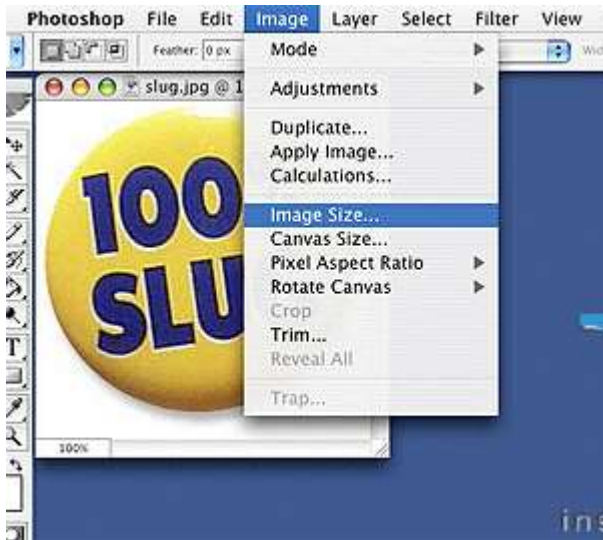 Photoshop File Edit Image Layer Select Filter View
Feather: 0 px
slug.jpg @ 1
Mode
Adjustments
Duplicate...
Apply Image...
Calculations...
Image Size...
Canvas Size...
Pixel Aspect Ratio
Rotate Canvas
Crop
Trim...
Reveal All
Trap...
100
SLU
T
100%
ins